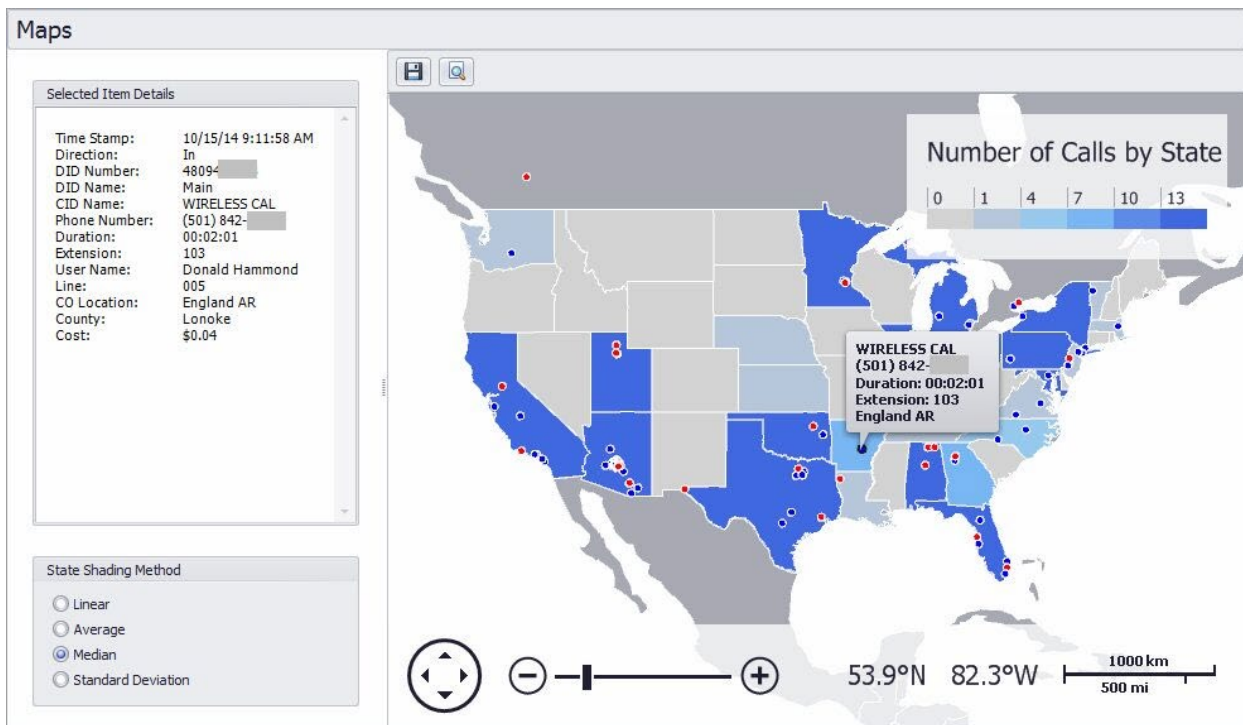 Maps
Selected Item Details
Time Stamp: 10/15/14 9:11:58 AM
Direction: In
DID Number: 48094
DID Name: Main
CID Name: WIRELESS CAL
Phone Number: (501) 842-
Duration: 00:02:01
Extension: 103
User Name: Donald Hammond
Line: 005
CO Location: England AR
County: Lonoke
Cost: $0.04
State Shading Method
Linear
Average
Median
Standard Deviation
Number of Calls by State
0 1 4 7 10 13
WIRELESS CAL
(501) 842-
Duration: 00:02:01
Extension: 103
England AR
53.9°N 82.3°W
1000 km
500 mi